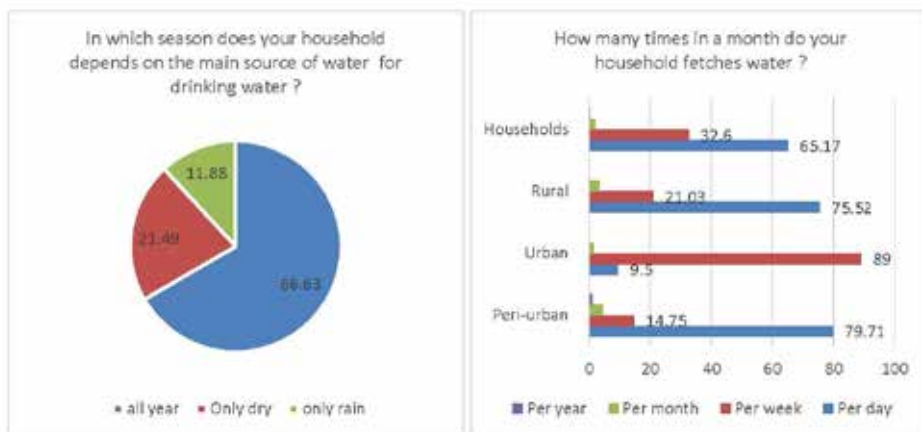 In which season does your household
depends on the main source of water for
drinking water ?
11.88
21.49
66.63
all year Only dry only rain
How many times in a month do your
household fetches water ?
Households
32.6
65.17
Rural
21.03
75.52
Urban
89
9.5
Peri-urban
14.75
79.71
0 20 40 60 80 100
Per year Per month Per week Per day